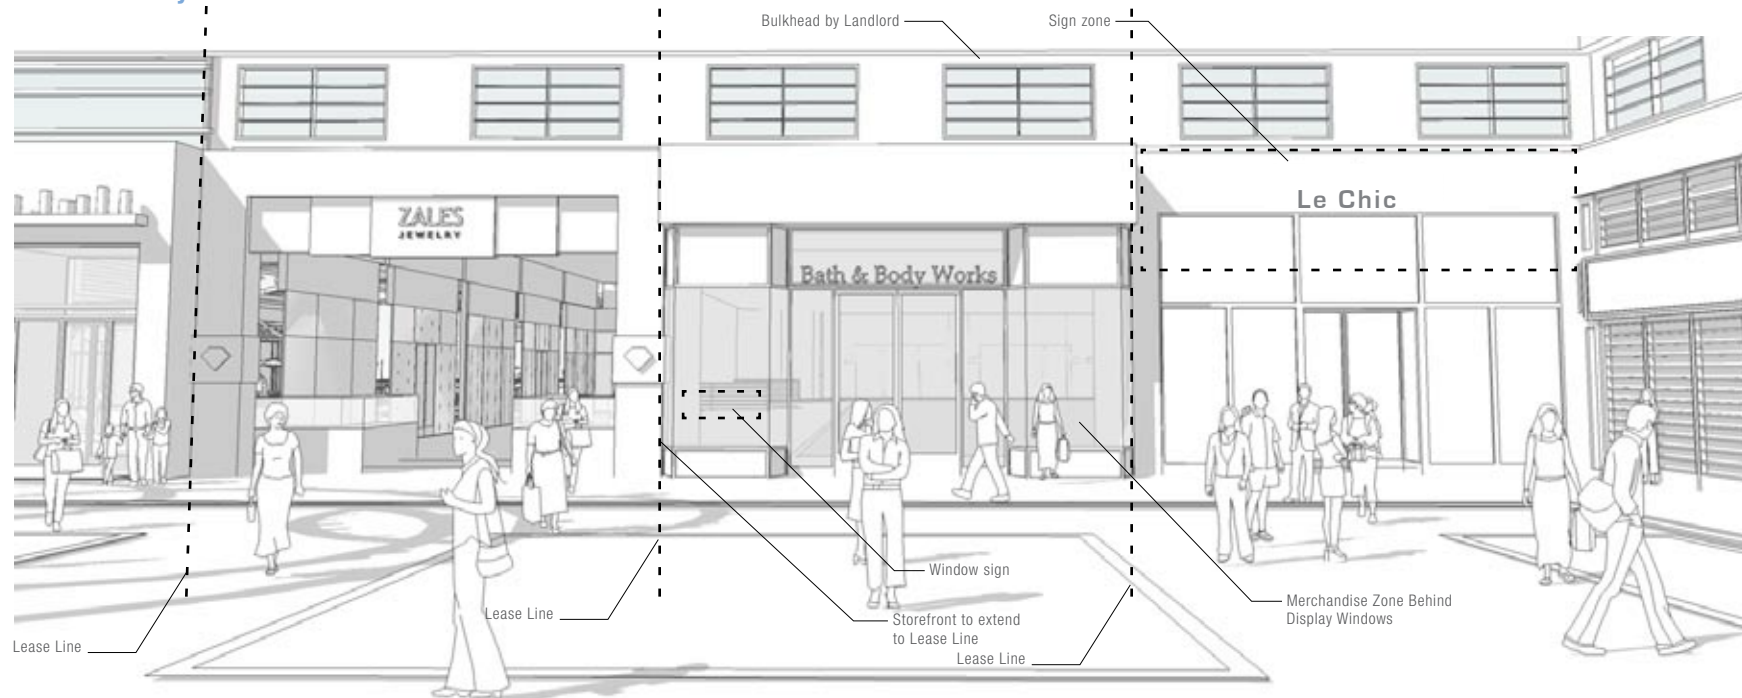 Bulkhead by Landlord
Sign zone
Le Chic
ZALES
JEWELRY
Bath & Body Works
Window sign
Merchandise Zone Behind
Display Windows
Lease Line
Storefront to extend
to Lease Line
Lease Line
Lease Line